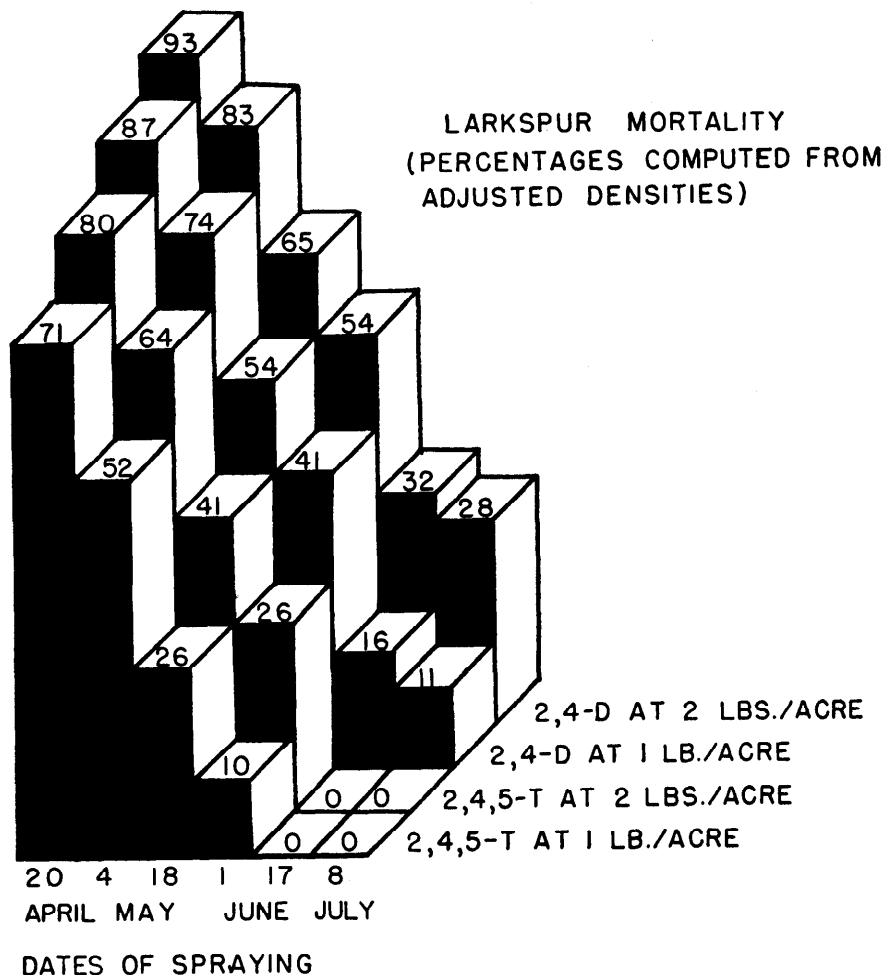 93
LARKSPUR MORTALITY
87 83
(PERCENTAGES COMPUTED FROM
ADJUSTED DENSITIES)
80 74
65
71 64 54
54
52 41
32
41 28
26 16
26
11
10
2,4-D AT 2 LBS./ACRE
2,4-D AT 1 LB./ACRE
0 0 2,4,5-T AT 2 LBS./ACRE
0 0 2,4,5-T AT 1 LB./ACRE
20 4 18 1 17 8
APRIL MAY JUNE JULY
DATES OF SPRAYING